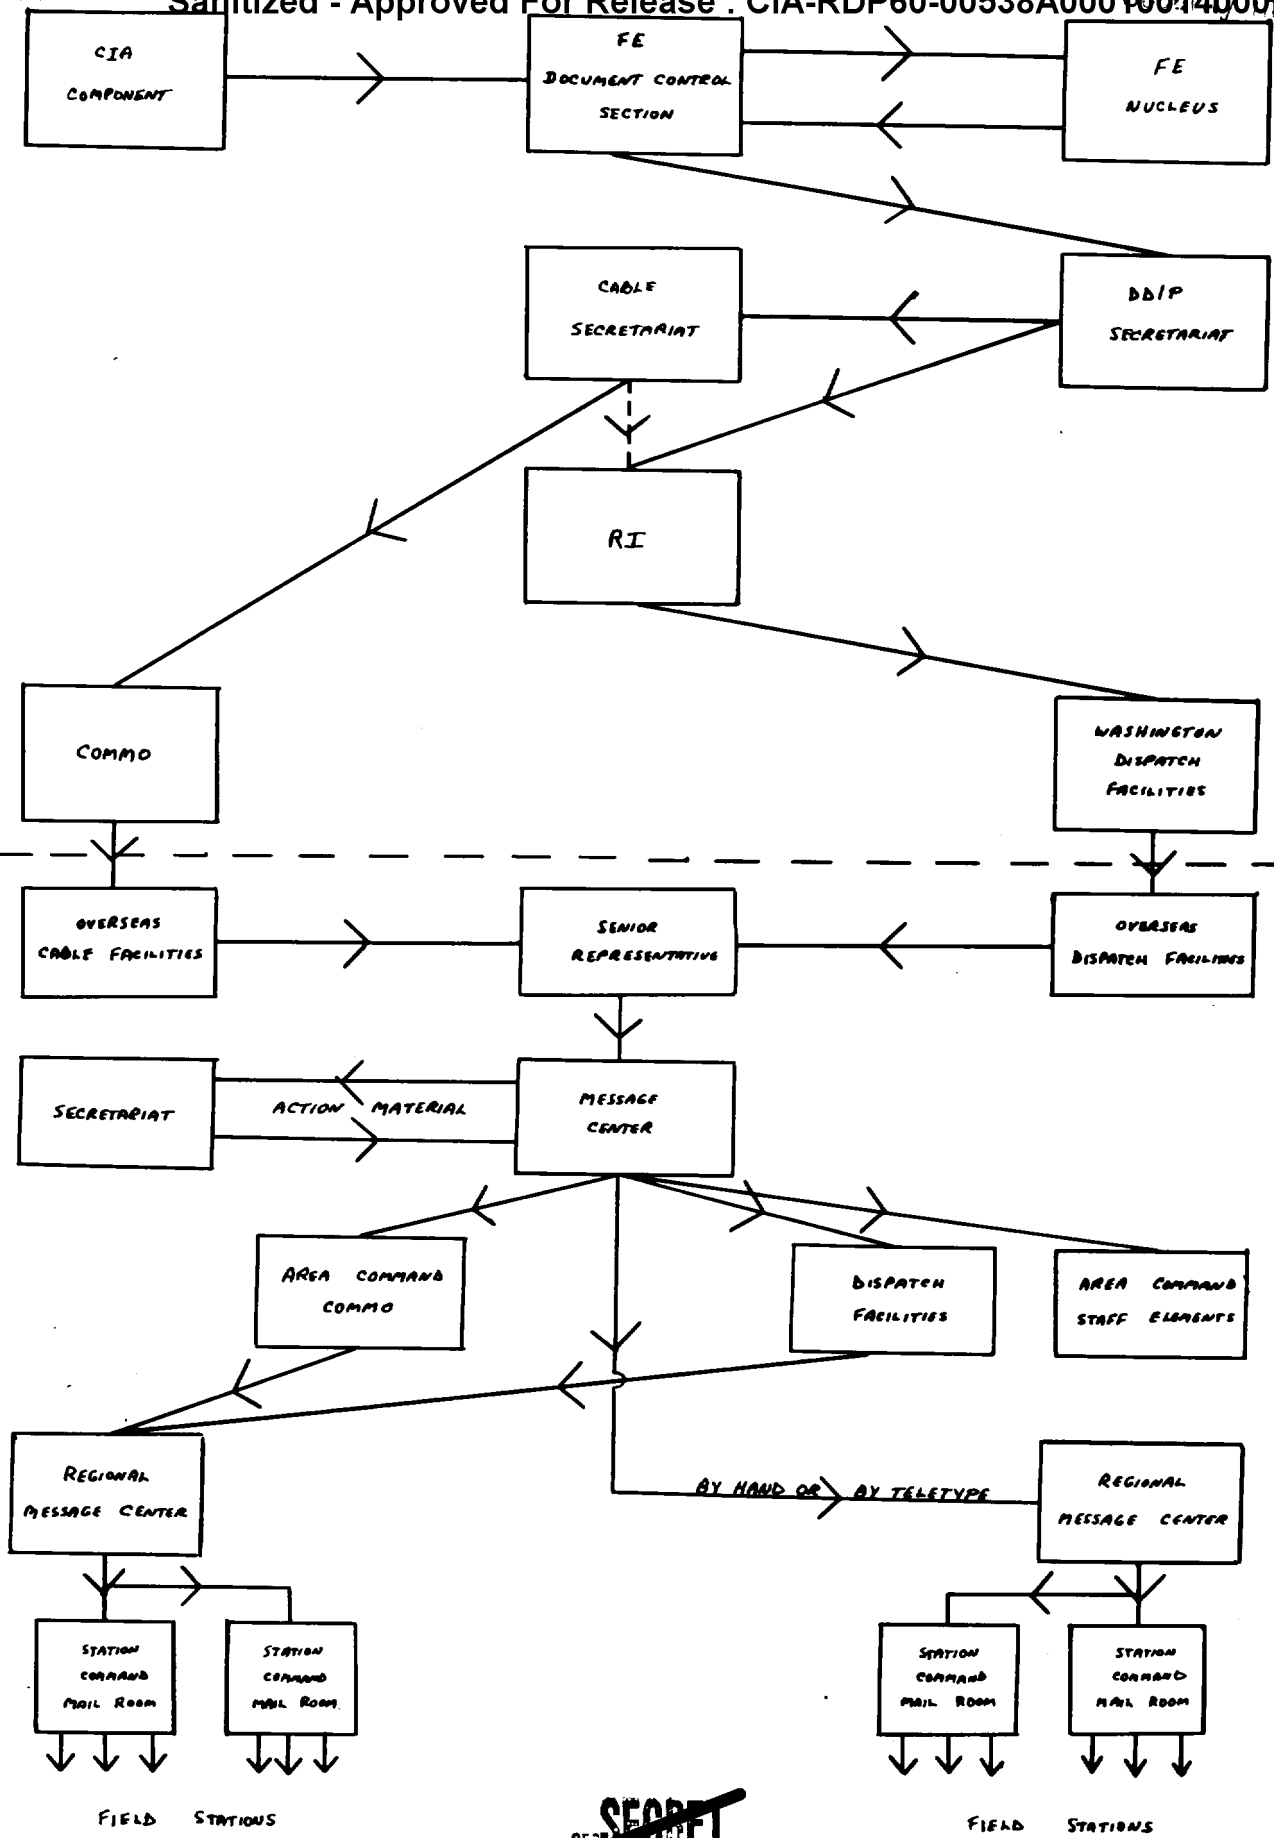 Sanitized - Approved For Release : CIA-RDP60-00538A000100140001
CIA
COMPONENT
FE
DOCUMENT CONTROL
SECTION
FE
NUCLEUS
CABLE
SECRETARIAT
DD/P
SECRETARIAT
RI
COMMO
WASHINGTON
DISPATCH
FACILITIES
OVERSEAS
CABLE FACILITIES
SENIOR
REPRESENTATIVE
OVERSEAS
DISPATCH FACILITIES
SECRETARIAT
ACTION MATERIAL
MESSAGE
CENTER
AREA COMMAND
COMMO
DISPATCH
FACILITIES
AREA COMMAND
STAFF ELEMENTS
REGIONAL
MESSAGE CENTER
BY HAND OR BY TELETYPE
REGIONAL
MESSAGE CENTER
STATION
COMMAND
MAIL ROOM
STATION
COMMAND
MAIL ROOM
STATION
COMMAND
MAIL ROOM
STATION
COMMAND
MAIL ROOM
FIELD STATIONS
SECRET
FIELD STATIONS